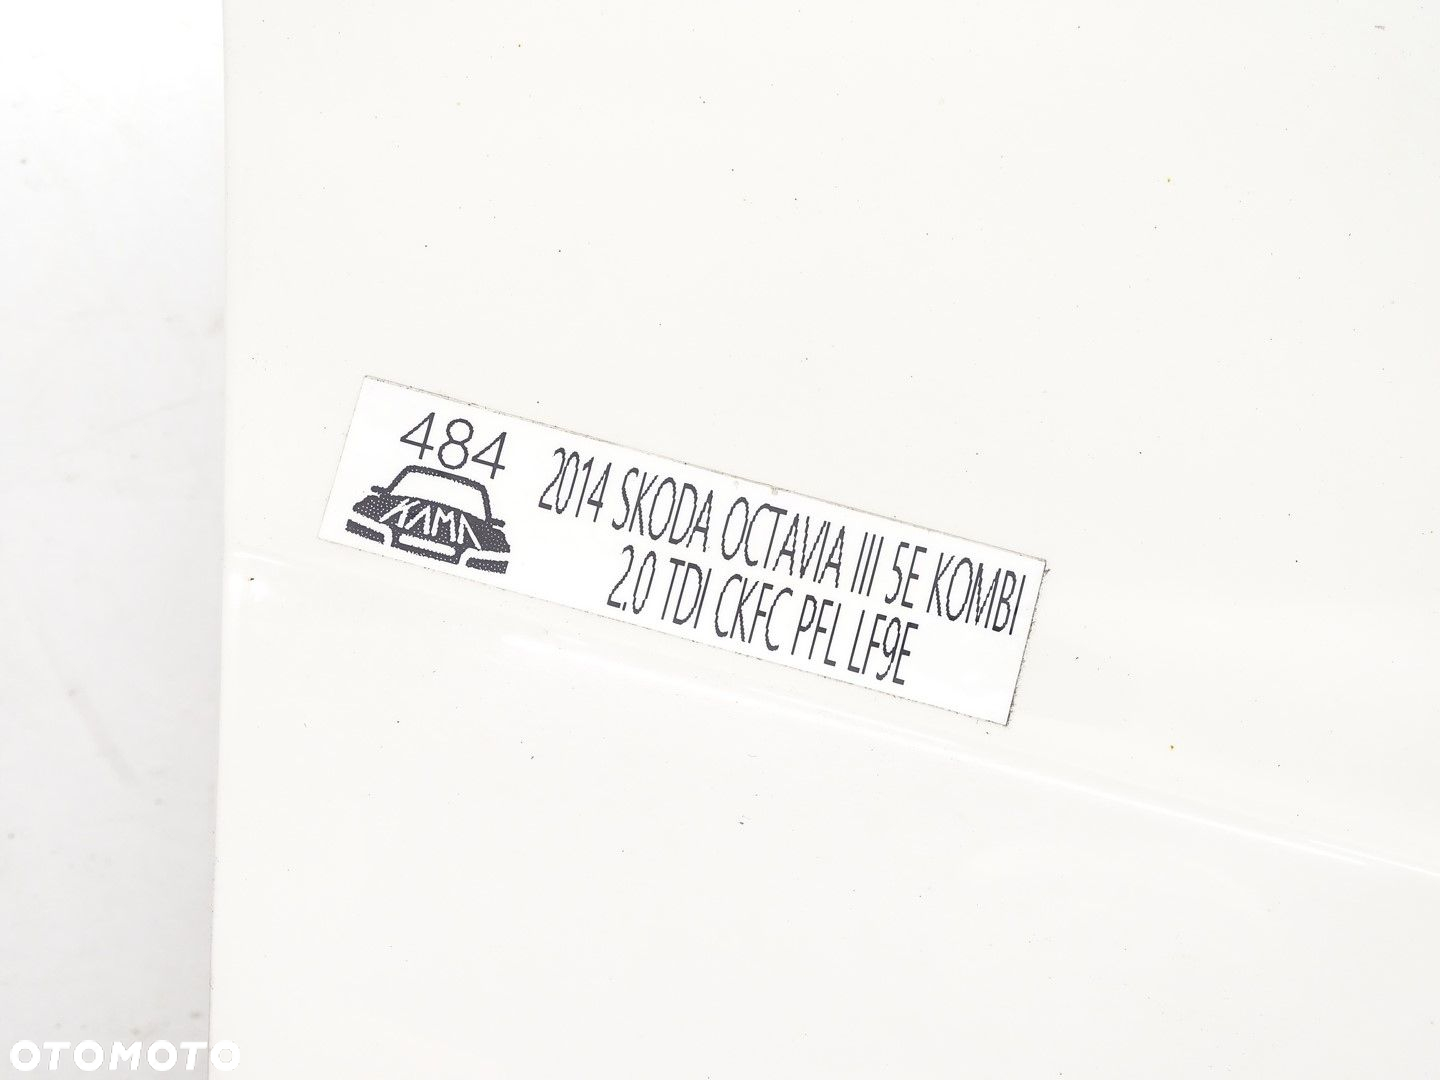 484
KAMA
2014 SKODA OCTAVIA III 5E KOMBI
2.0 TDI CKFC PFL LF9E
OTOMOTO